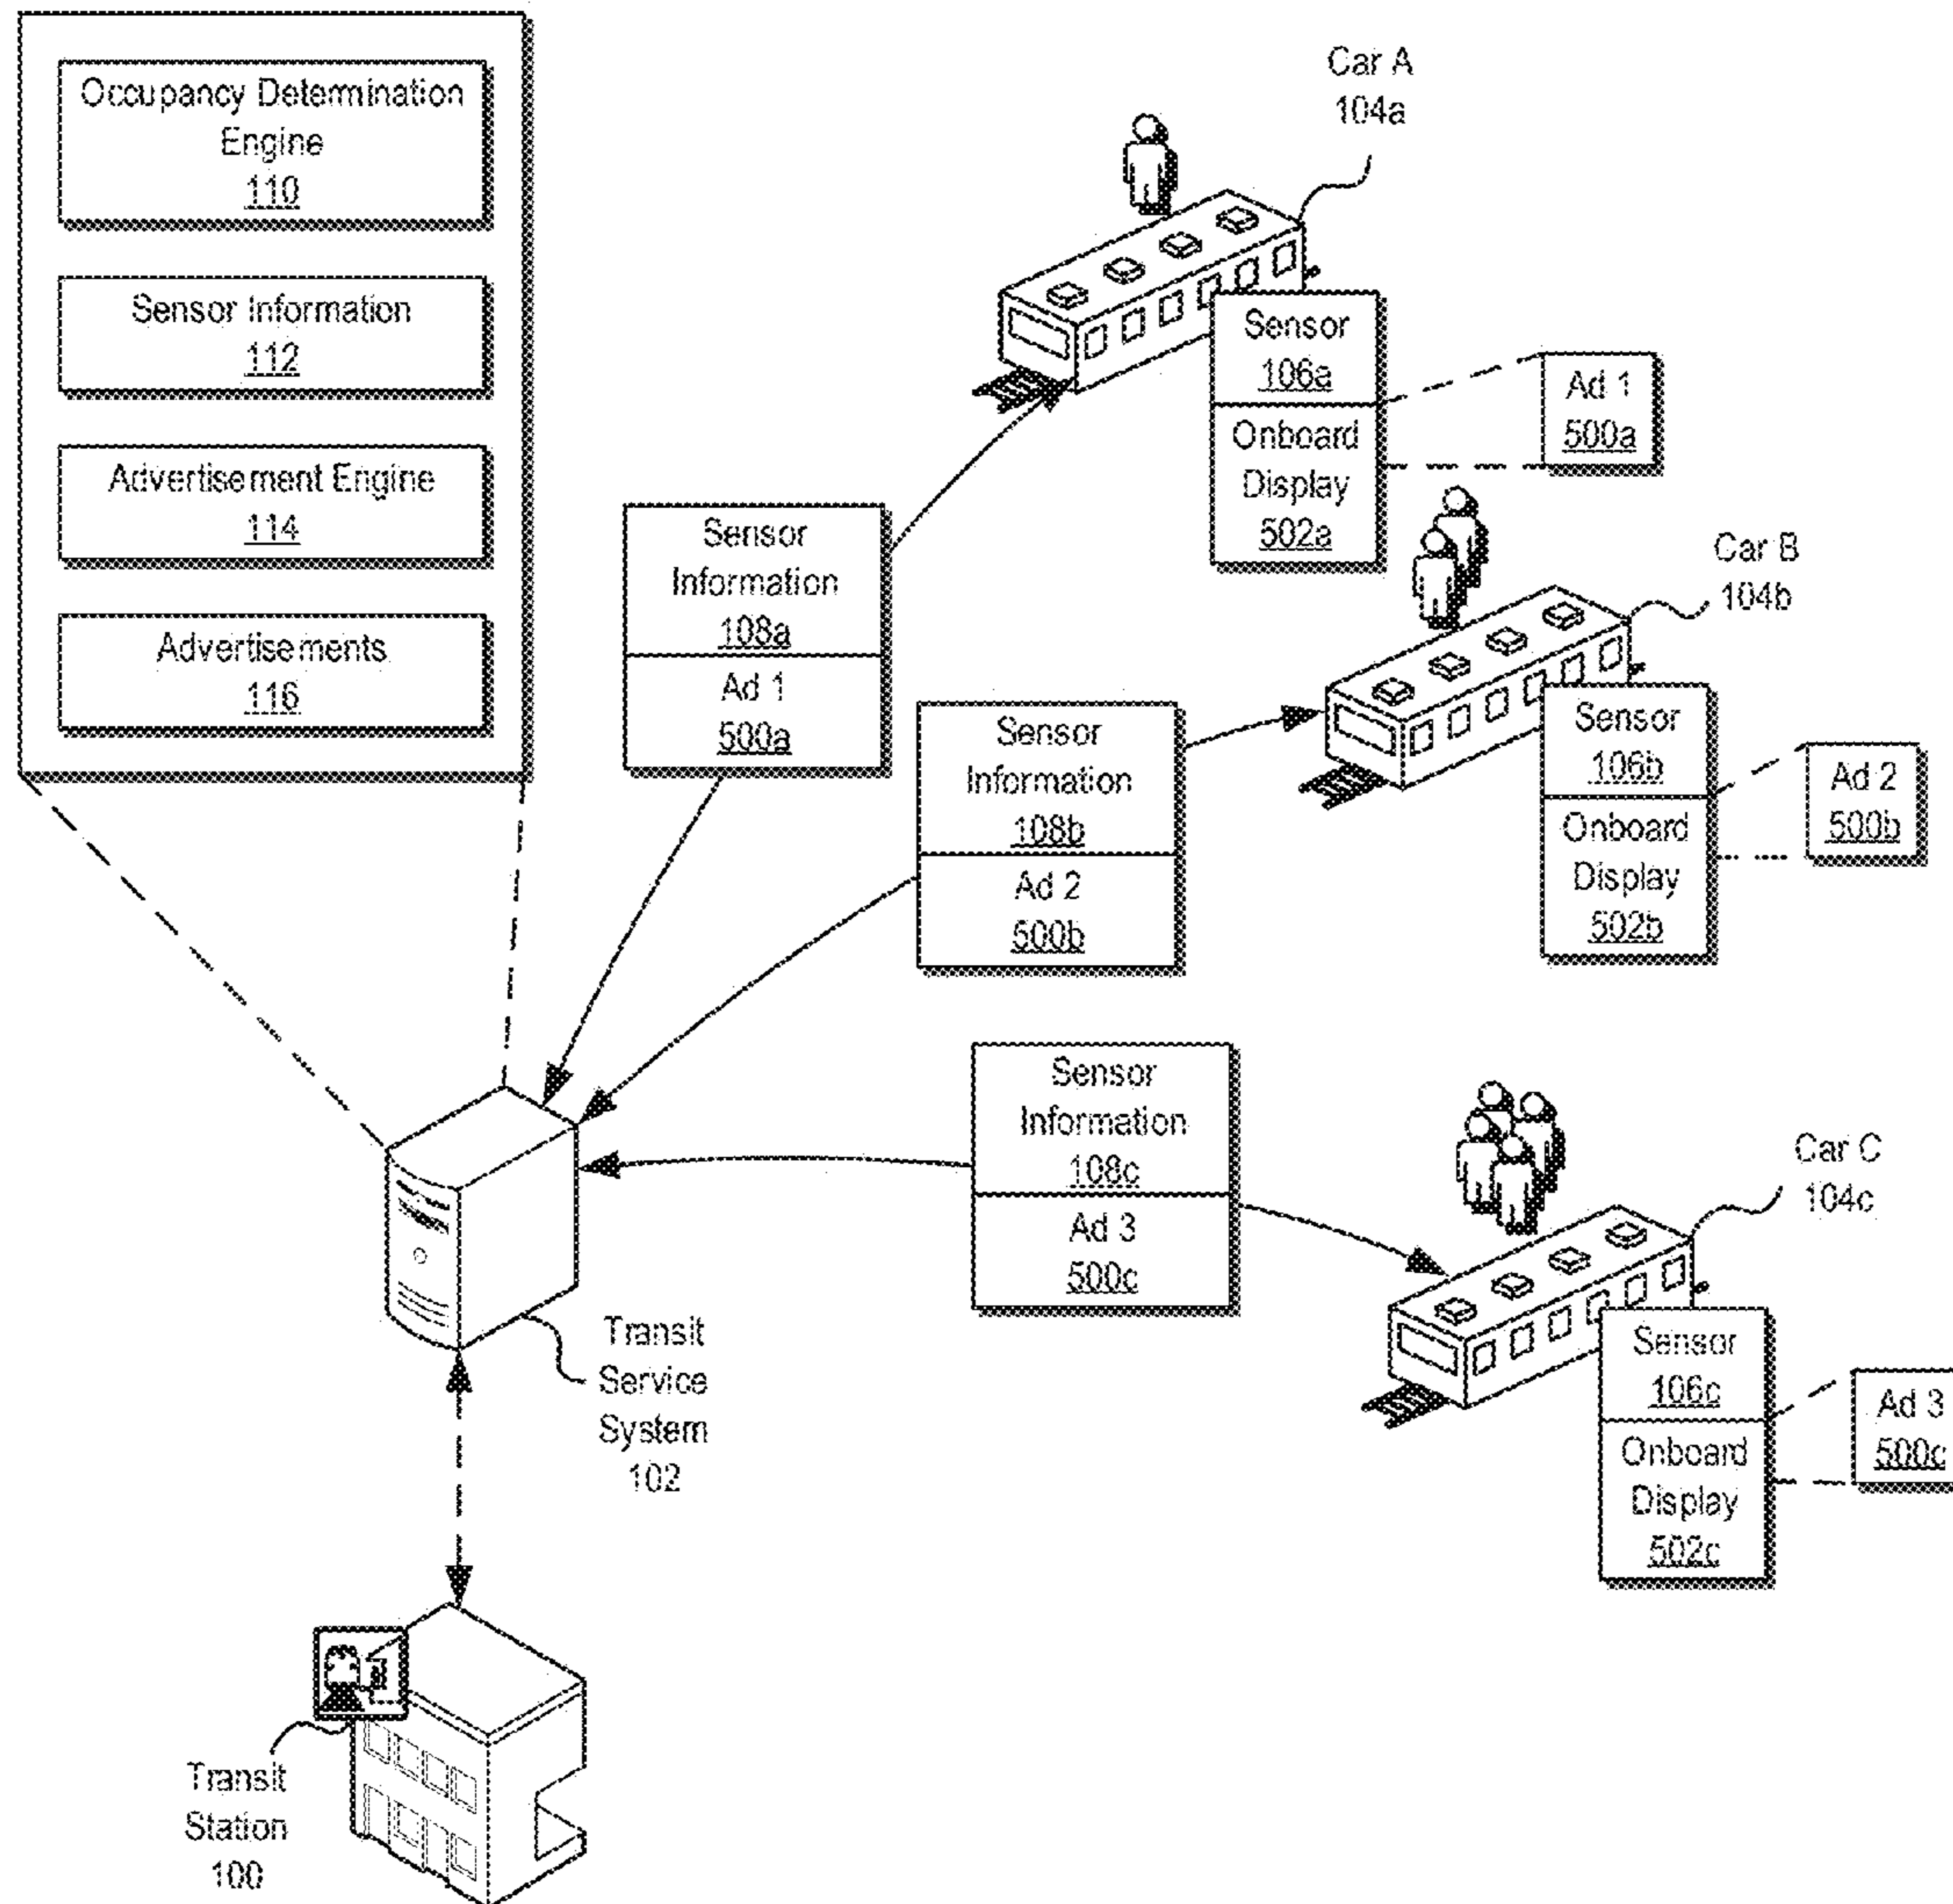 Occupancy Determination
Engine
110
Sensor Information
112
Advertisement Engine
114
Advertisements
116
Car A
104a
Sensor
106a
Onboard
Display
502a
Ad 1
500a
Sensor
Information
108a
Ad 1
500a
Car B
104b
Sensor
106b
Onboard
Display
502b
Ad 2
500b
Sensor
Information
108b
Ad 2
500b
Sensor
Information
108c
Ad 3
500c
Car C
104c
Sensor
106c
Onboard
Display
502c
Ad 3
500c
Transit
Service
System
102
Transit
Station
100